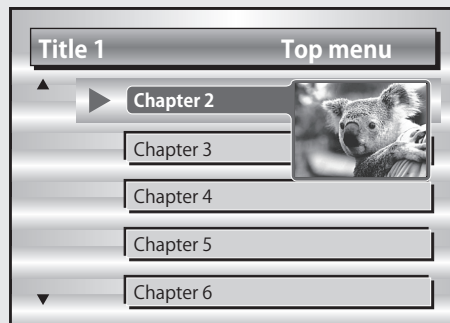 Title 1 Top menu
Chapter 2
Chapter 3
Chapter 4
Chapter 5
Chapter 6